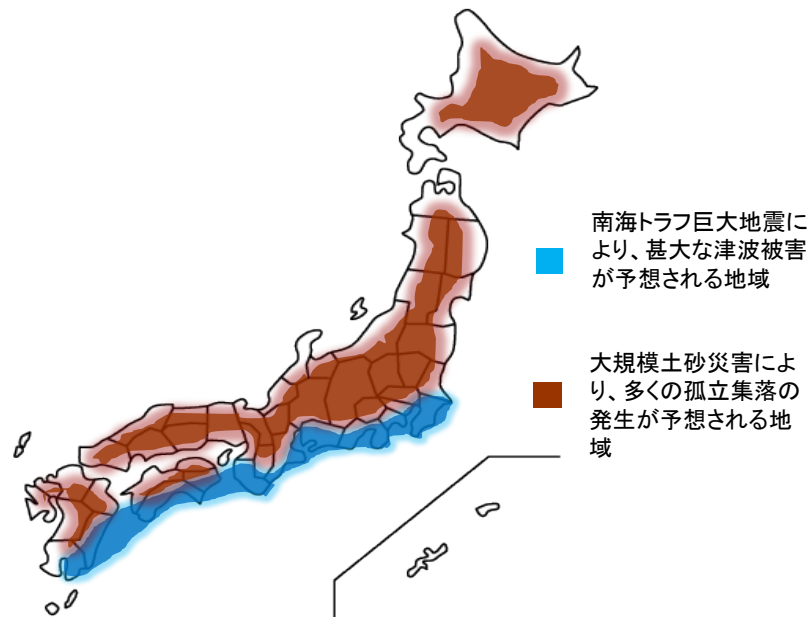 南海トラフ巨大地震に
より、甚大な津波被害
が予想される地域
大規模土砂災害によ
り、多くの孤立集落の
発生が予想される地
域